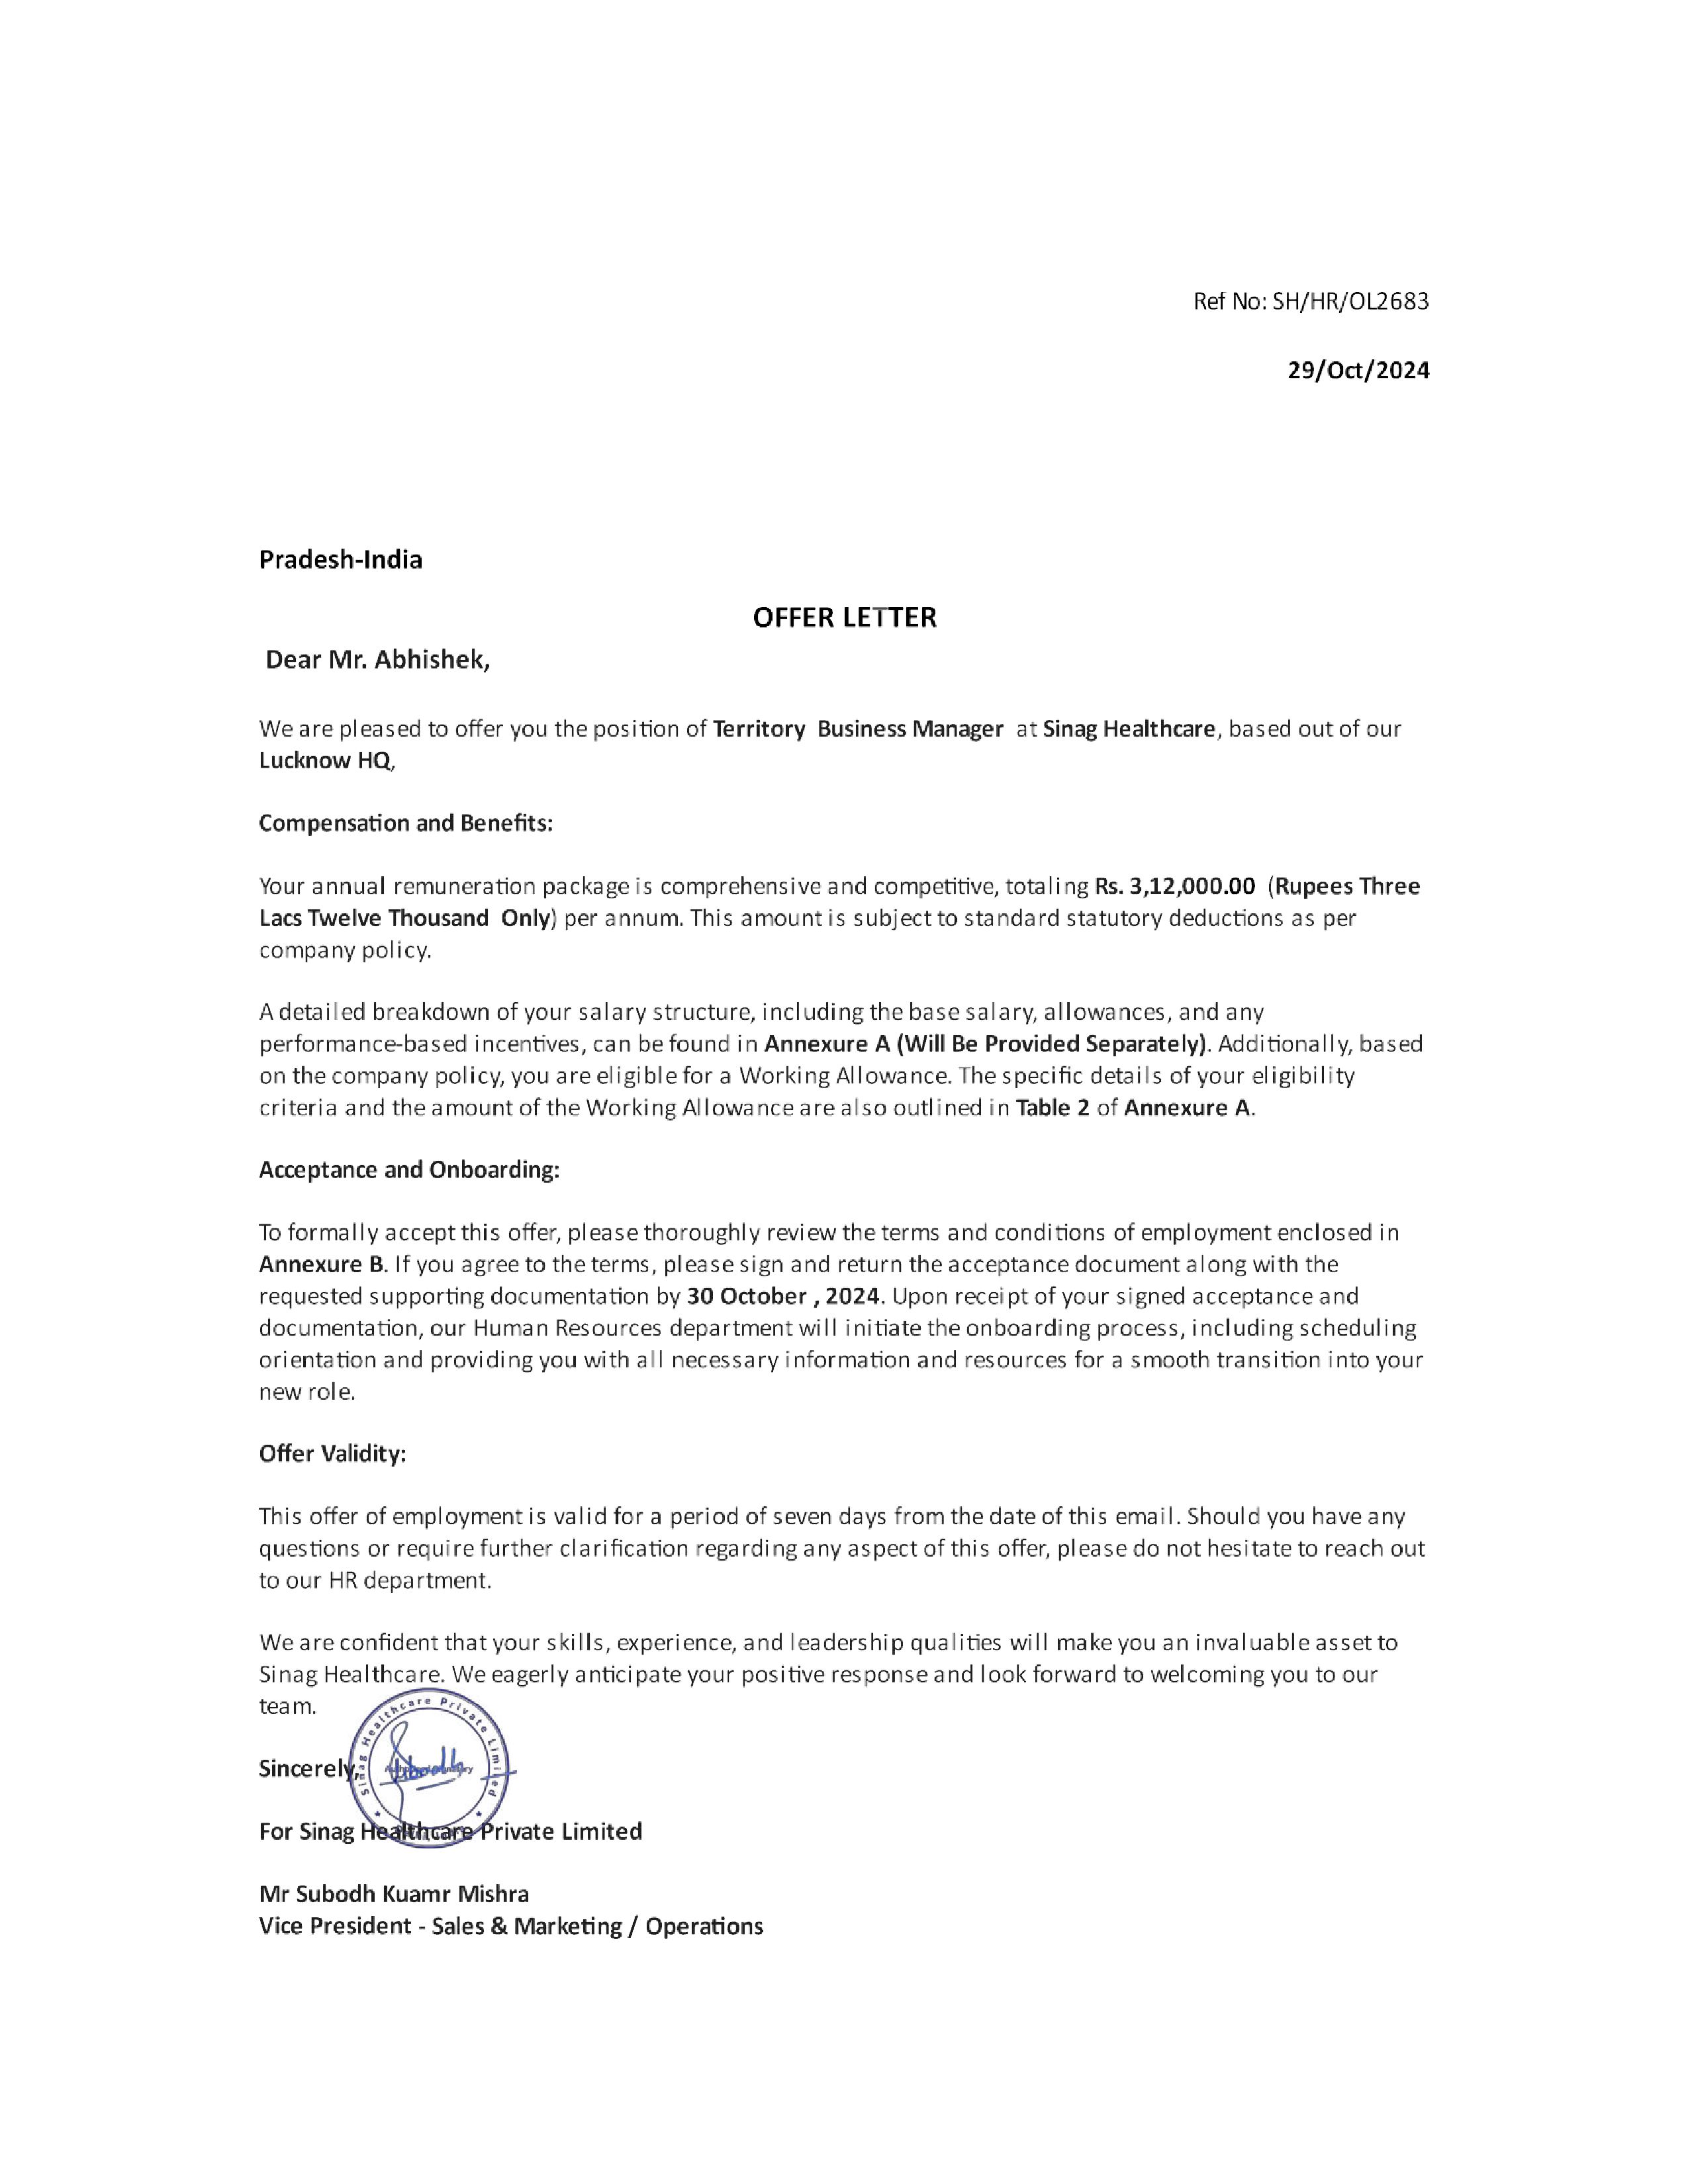 Ref No: SH/HR/OL2683
29/Oct/2024
Pradesh-India
OFFER LETTER
Dear Mr. Abhishek,
We are pleased to offer you the position of Territory Business Manager at Sinag Healthcare, based out of our
Lucknow HQ,
Compensation and Benefits:
Your annual remuneration package is comprehensive and competitive, totaling Rs. 3,12,000.00 (Rupees Three
Lacs Twelve Thousand Only) per annum. This amount is subject to standard statutory deductions as per
company policy.
A detailed breakdown of your salary structure, including the base salary, allowances, and any
performance-based incentives, can be found in Annexure A (Will Be Provided Separately). Additionally, based
on the company policy, you are eligible for a Working Allowance. The specific details of your eligibility
criteria and the amount of the Working Allowance are also outlined in Table 2 of Annexure A.
Acceptance and Onboarding:
To formally accept this offer, please thoroughly review the terms and conditions of employment enclosed in
Annexure B. If you agree to the terms, please sign and return the acceptance document along with the
requested supporting documentation by 30 October , 2024. Upon receipt of your signed acceptance and
documentation, our Human Resources department will initiate the onboarding process, including scheduling
orientation and providing you with all necessary information and resources for a smooth transition into your
new role.
Offer Validity:
This offer of employment is valid for a period of seven days from the date of this email. Should you have any
questions or require further clarification regarding any aspect of this offer, please do not hesitate to reach out
to our HR department.
We are confident that your skills, experience, and leadership qualities will make you an invaluable asset to
Sinag Healthcare. We eagerly anticipate your positive response and look forward to welcoming you to our
team.
Sinag Healthcare Private Limited
Sincerely,
For Sinag Healthcare Private Limited
Mr Subodh Kuamr Mishra
Vice President - Sales & Marketing / Operations